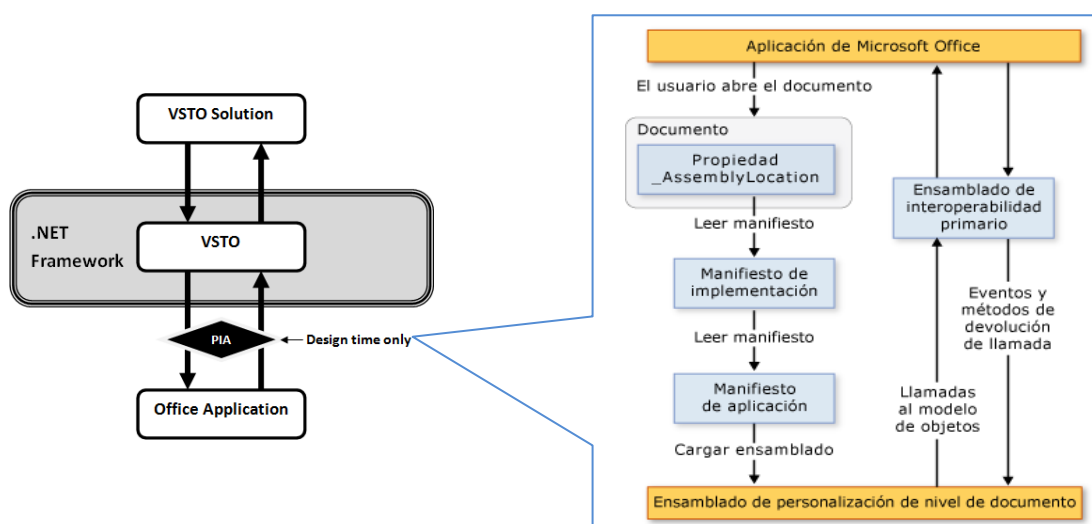 VSTO Solution
.NET
Framework
VSTO
PIA
Design time only
Office Application
Aplicación de Microsoft Office
El usuario abre el documento
Documento
Propiedad
_AssemblyLocation
Leer manifiesto
Manifiesto de
implementación
Leer manifiesto
Manifiesto
de aplicación
Cargar ensamblado
Ensamblado de
interoperabilidad
primario
Eventos y
métodos de
devolución
de llamada
Llamadas
al modelo
de objetos
Ensamblado de personalización de nivel de documento